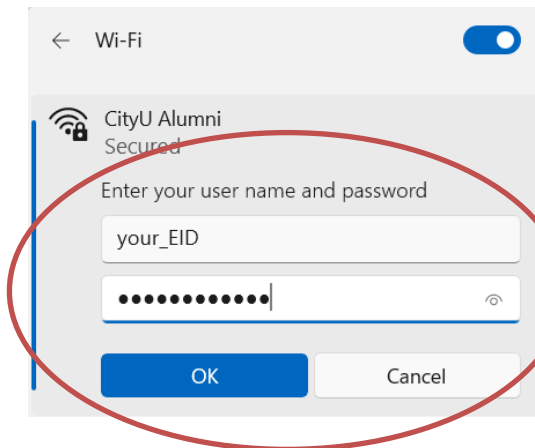 Wi-Fi
CityU Alumni
Secured
Enter your user name and password
your_EID
●●●●●●●●●●●●
OK
Cancel